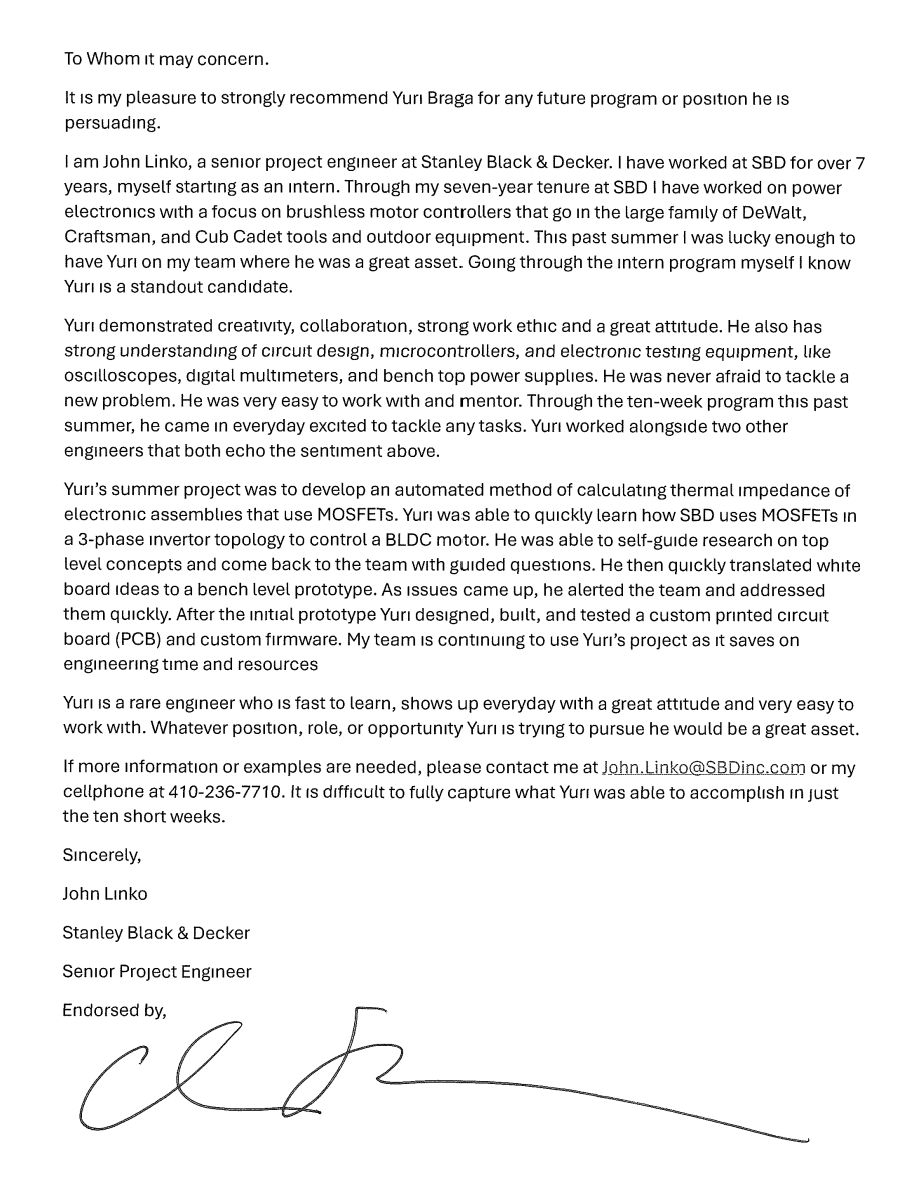 To Whom it may concern.
It is my pleasure to strongly recommend Yuri Braga for any future program or position he is
persuading.
I am John Linko, a senior project engineer at Stanley Black & Decker. I have worked at SBD for over 7
years, myself starting as an intern. Through my seven-year tenure at SBD I have worked on power
electronics with a focus on brushless motor controllers that go in the large family of DeWalt,
Craftsman, and Cub Cadet tools and outdoor equipment. This past summer I was lucky enough to
have Yuri on my team where he was a great asset. Going through the intern program myself I know
Yuri is a standout candidate.
Yuri demonstrated creativity, collaboration, strong work ethic and a great attitude. He also has
strong understanding of circuit design, microcontrollers, and electronic testing equipment, like
oscilloscopes, digital multimeters, and bench top power supplies. He was never afraid to tackle a
new problem. He was very easy to work with and mentor. Through the ten-week program this past
summer, he came in everyday excited to tackle any tasks. Yuri worked alongside two other
engineers that both echo the sentiment above.
Yuri's summer project was to develop an automated method of calculating thermal impedance of
electronic assemblies that use MOSFETs. Yuri was able to quickly learn how SBD uses MOSFETs in
a 3-phase invertor topology to control a BLDC motor. He was able to self-guide research on top
level concepts and come back to the team with guided questions. He then quickly translated white
board ideas to a bench level prototype. As issues came up, he alerted the team and addressed
them quickly. After the initial prototype Yuri designed, built, and tested a custom printed circuit
board (PCB) and custom firmware. My team is continuing to use Yuri's project as it saves on
engineering time and resources
Yuri is a rare engineer who is fast to learn, shows up everyday with a great attitude and very easy to
work with. Whatever position, role, or opportunity Yuri is trying to pursue he would be a great asset.
If more information or examples are needed, please contact me at John.Linko@SBDinc.com or my
cellphone at 410-236-7710. It is difficult to fully capture what Yuri was able to accomplish in just
the ten short weeks.
Sincerely,
John Linko
Stanley Black & Decker
Senior Project Engineer
Endorsed by,